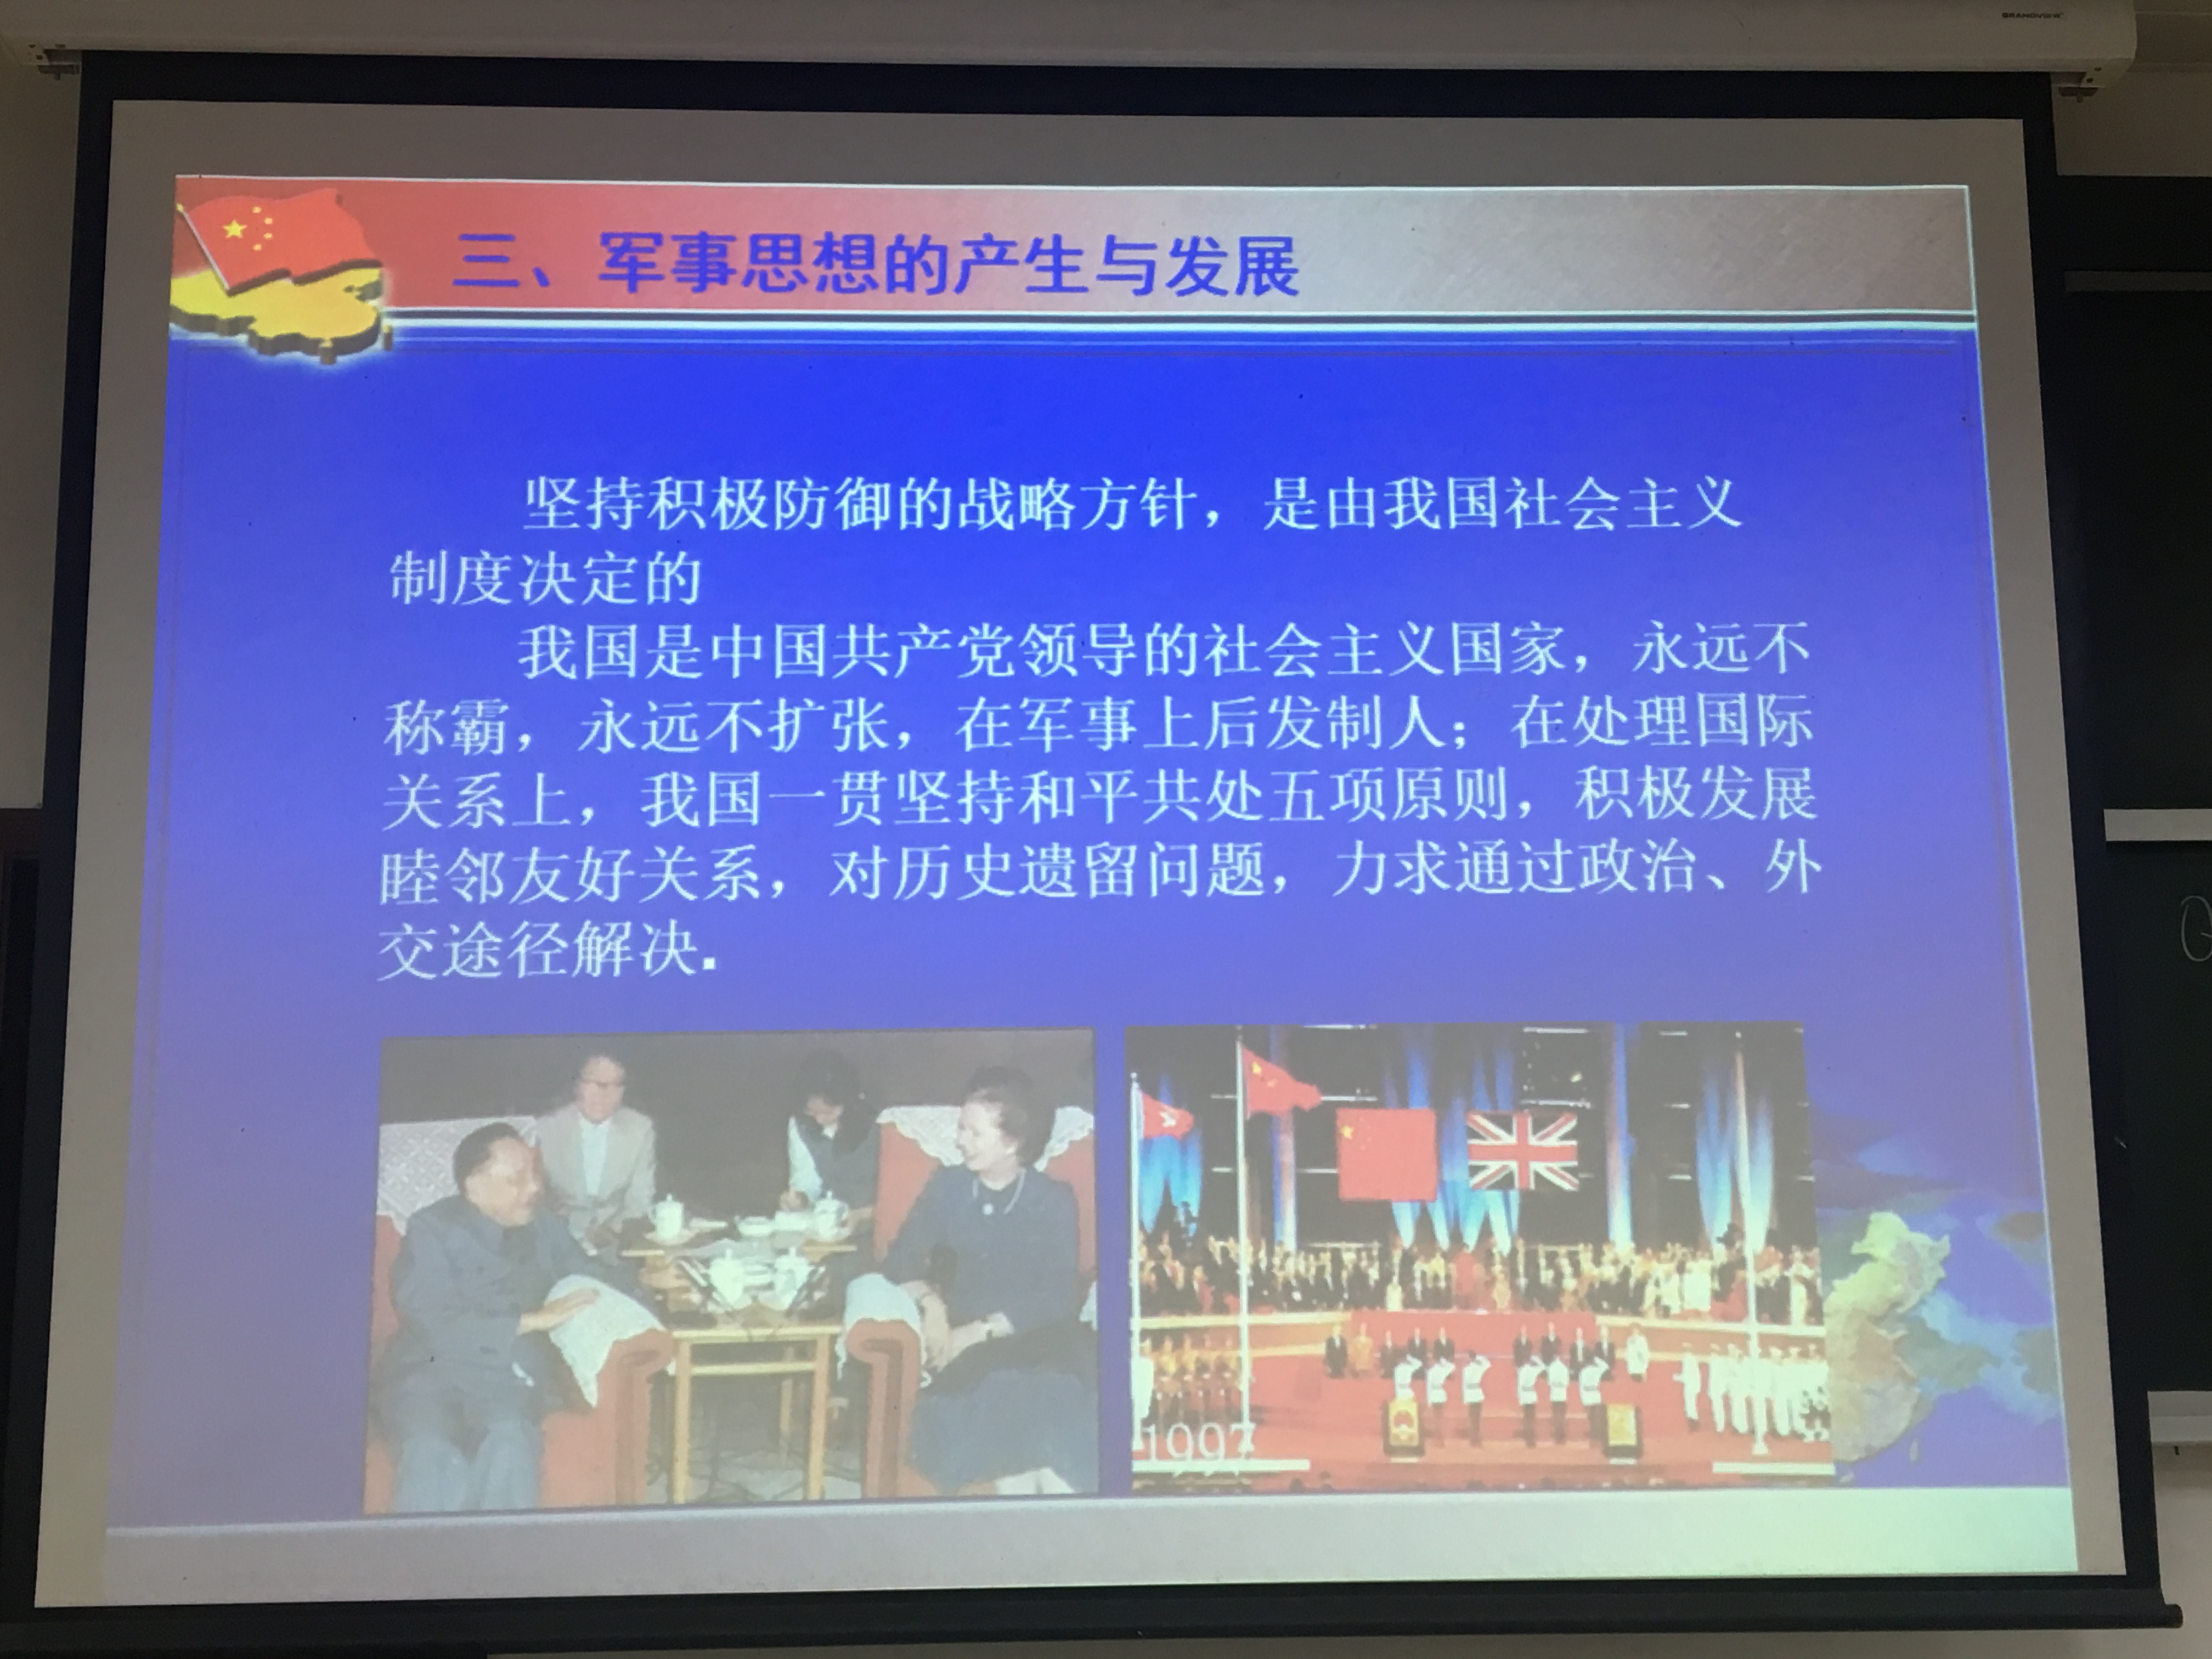 GRANDVIEW
三、军事思想的产生与发展
坚持积极防御的战略方针，是由我国社会主义
制度决定的
我国是中国共产党领导的社会主义国家，永远不
称霸，永远不扩张，在军事上后发制人；在处理国际
关系上，我国一贯坚持和平共处五项原则，积极发展
睦邻友好关系，对历史遗留问题，力求通过政治、外
交途径解决.
1997